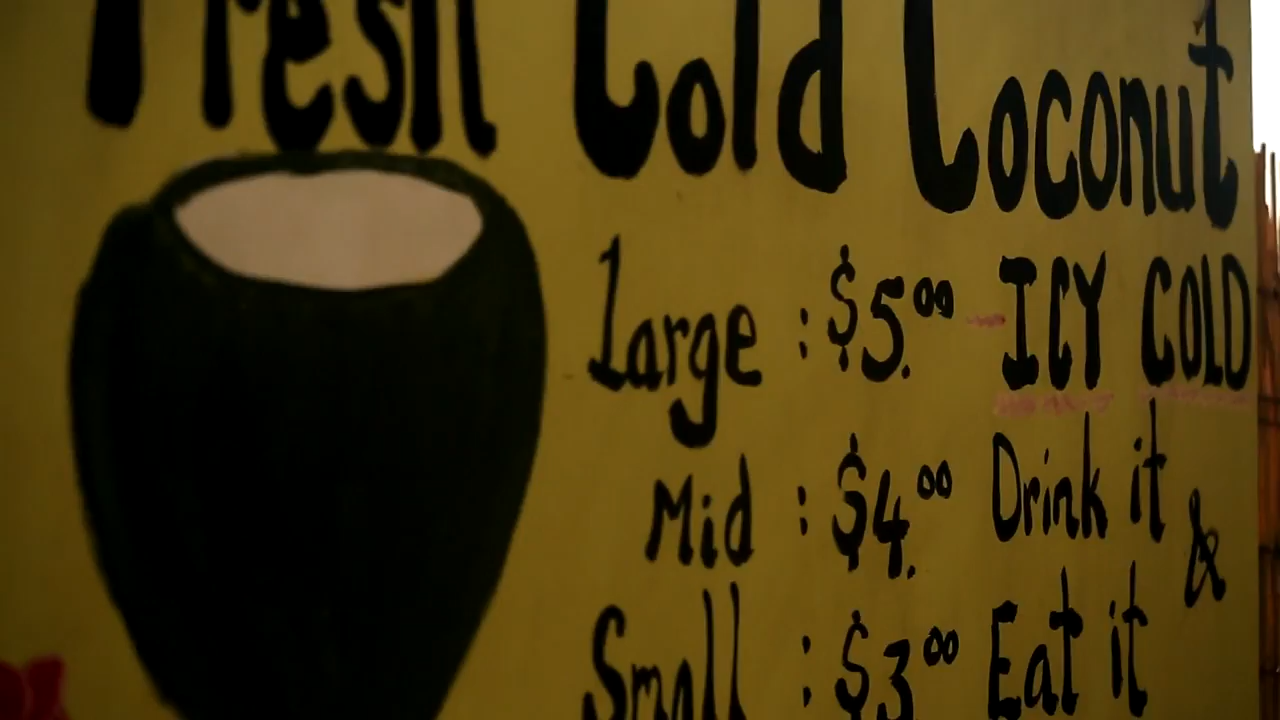 Fresh Cold Coconut
Large : $5.00 ICY COLD
Mid : $4.00 Drink it &
Small : $3.00 Eat it